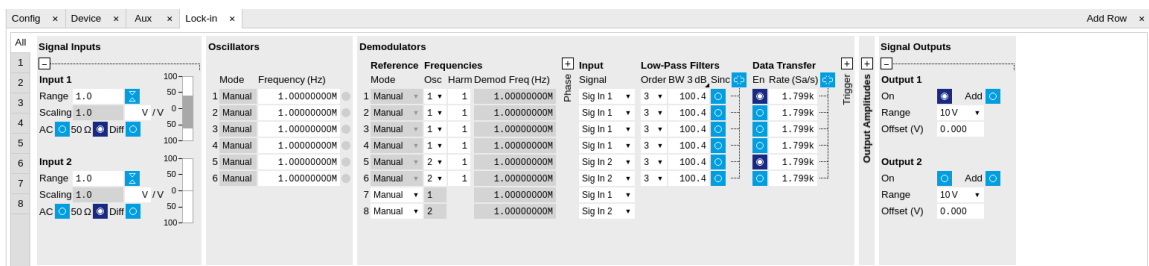 Config × Device × Aux × Lock-in × Add Row ×
All Signal Inputs Oscillators Demodulators Signal Outputs
1 Reference Frequencies Phase Input Low-Pass Filters Data Transfer Trigger Output Amplitudes
2 Input 1 100 Mode Frequency (Hz) Mode Osc Harm Demod Freq (Hz) Signal Order BW 3 dB Sinc En Rate (Sa/s) Output 1
3 Range 1.0 50 1 Manual 1.00000000M 1 Manual 1 1 1.00000000M Sig In 1 3 100.4 1.799k On Add
Scaling 1.0 V / V 0 2 Manual 1.00000000M 2 Manual 1 1 1.00000000M Sig In 1 3 100.4 1.799k Range 10 V
4 AC 50 Ω Diff 50 3 Manual 1.00000000M 3 Manual 1 1 1.00000000M Sig In 1 3 100.4 1.799k Offset (V) 0.000
5 100 4 Manual 1.00000000M 4 Manual 1 1 1.00000000M Sig In 1 3 100.4 1.799k
6 Input 2 100 5 Manual 1.00000000M 5 Manual 2 1 1.00000000M Sig In 2 3 100.4 1.799k Output 2
7 Range 1.0 50 6 Manual 1.00000000M 6 Manual 2 1 1.00000000M Sig In 2 3 100.4 1.799k On Add
Scaling 1.0 V / V 0 7 Manual 1 1.00000000M Sig In 1 Range 10 V
8 AC 50 Ω Diff 50 8 Manual 2 1.00000000M Sig In 2 Offset (V) 0.000
100